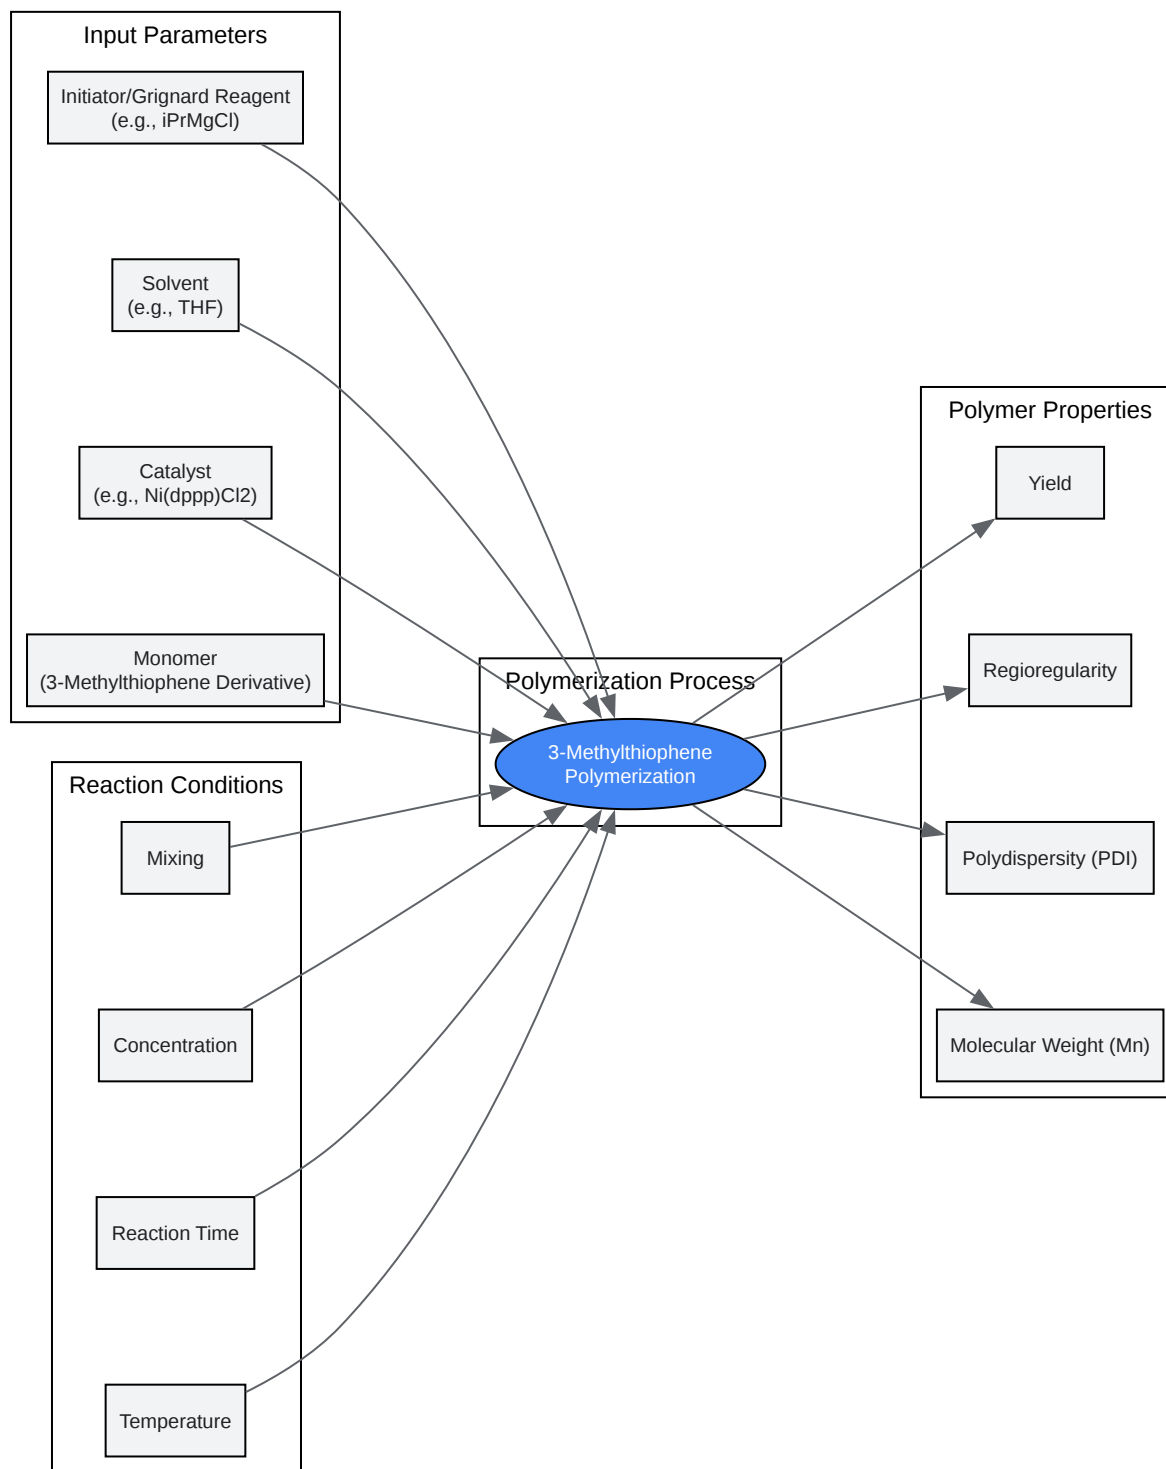 Input Parameters
Initiator/Grignard Reagent
(e.g., iPrMgCl)
Solvent
(e.g., THF)
Catalyst
(e.g., Ni(dppp)Cl2)
Monomer
(3-Methylthiophene Derivative)
Reaction Conditions
Mixing
Concentration
Reaction Time
Temperature
Polymerization Process
3-Methylthiophene
Polymerization
Polymer Properties
Yield
Regioregularity
Polydispersity (PDI)
Molecular Weight (Mn)